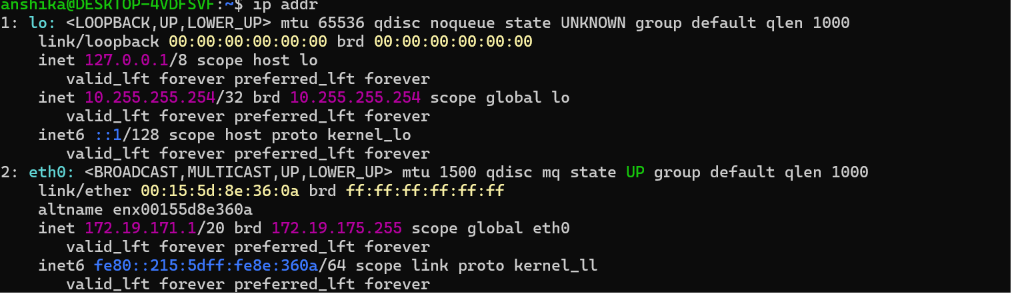 anshika@DESKTOP-4VDFSVF:~$ ip addr
1: lo: <LOOPBACK,UP,LOWER_UP> mtu 65536 qdisc noqueue state UNKNOWN group default qlen 1000
    link/loopback 00:00:00:00:00:00 brd 00:00:00:00:00:00
    inet 127.0.0.1/8 scope host lo
       valid_lft forever preferred_lft forever
    inet 10.255.255.254/32 brd 10.255.255.254 scope global lo
       valid_lft forever preferred_lft forever
    inet6 ::1/128 scope host proto kernel_lo
       valid_lft forever preferred_lft forever
2: eth0: <BROADCAST,MULTICAST,UP,LOWER_UP> mtu 1500 qdisc mq state UP group default qlen 1000
    link/ether 00:15:5d:8e:36:0a brd ff:ff:ff:ff:ff:ff
    altname enx00155d8e360a
    inet 172.19.171.1/20 brd 172.19.175.255 scope global eth0
       valid_lft forever preferred_lft forever
    inet6 fe80::215:5dff:fe8e:360a/64 scope link proto kernel_ll
       valid_lft forever preferred_lft forever